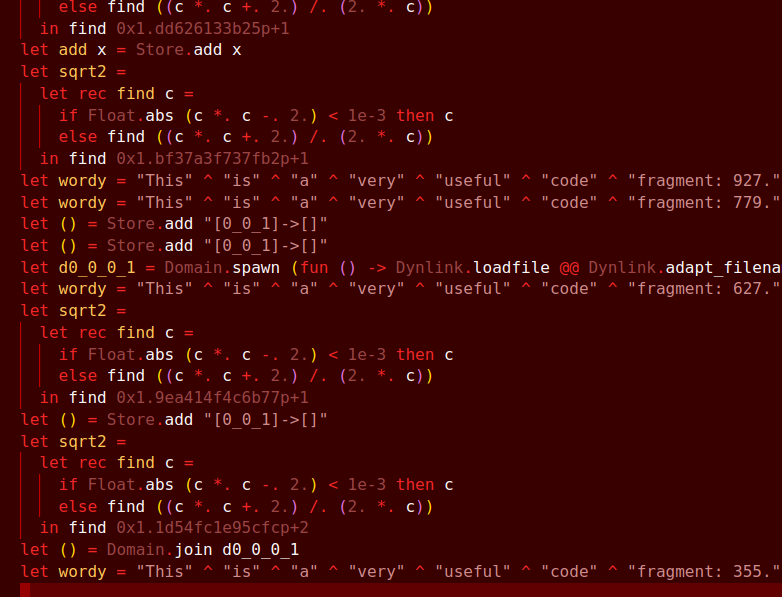 else find ((c *. c +. 2.) /. (2. *. c))
in find 0x1.dd626133b25p+1
let add x = Store.add x
let sqrt2 =
let rec find c =
if Float.abs (c *. c -. 2.) < 1e-3 then c
else find ((c *. c +. 2.) /. (2. *. c))
in find 0x1.bf37a3f737fb2p+1
let wordy = "This" ^ "is" ^ "a" ^ "very" ^ "useful" ^ "code" ^ "fragment: 927."
let wordy = "This" ^ "is" ^ "a" ^ "very" ^ "useful" ^ "code" ^ "fragment: 779."
let () = Store.add "[0_0_1]->[]"
let () = Store.add "[0_0_1]->[]"
let d0_0_0_1 = Domain.spawn (fun () -> Dynlink.loadfile @@ Dynlink.adapt_filena
let wordy = "This" ^ "is" ^ "a" ^ "very" ^ "useful" ^ "code" ^ "fragment: 627."
let sqrt2 =
let rec find c =
if Float.abs (c *. c -. 2.) < 1e-3 then c
else find ((c *. c +. 2.) /. (2. *. c))
in find 0x1.9ea414f4c6b77p+1
let () = Store.add "[0_0_1]->[]"
let sqrt2 =
let rec find c =
if Float.abs (c *. c -. 2.) < 1e-3 then c
else find ((c *. c +. 2.) /. (2. *. c))
in find 0x1.1d54fc1e95cfcp+2
let () = Domain.join d0_0_0_1
let wordy = "This" ^ "is" ^ "a" ^ "very" ^ "useful" ^ "code" ^ "fragment: 355."